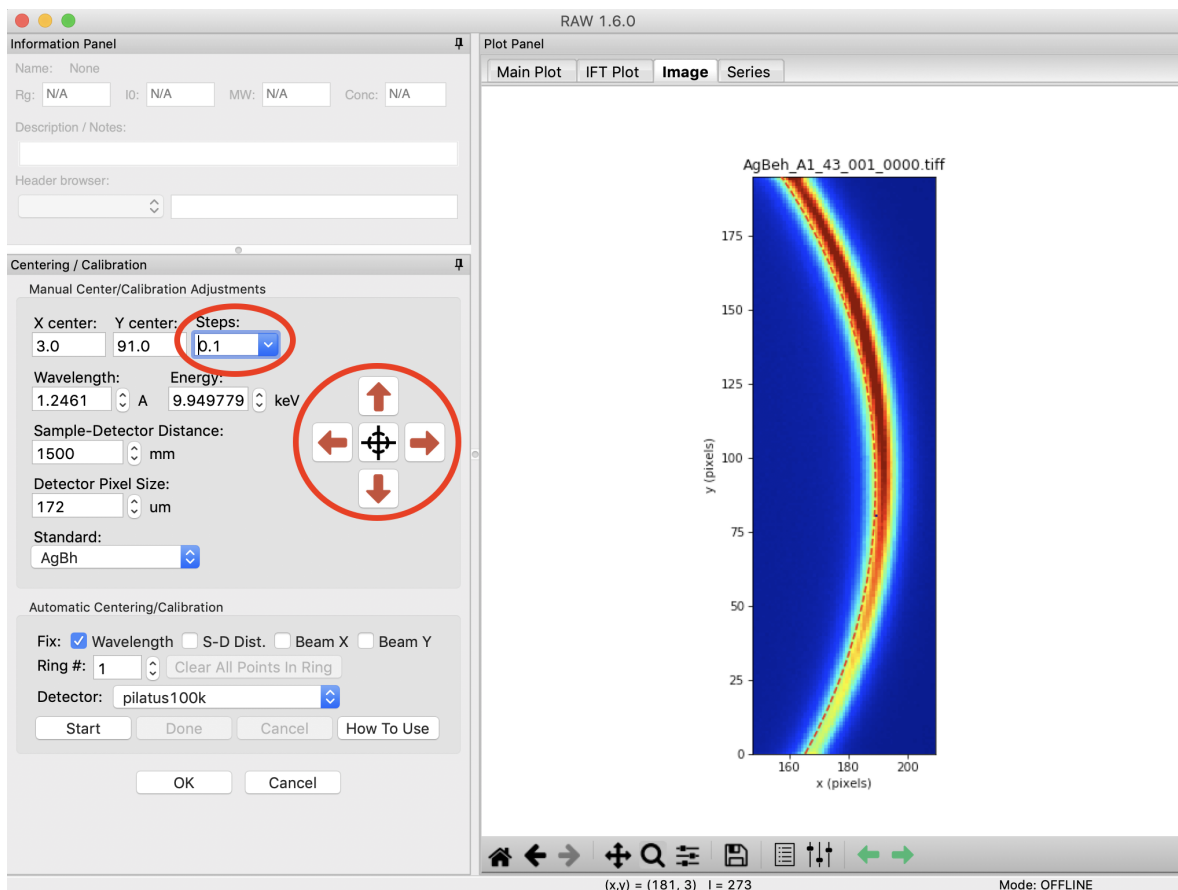 RAW 1.6.0
Information Panel
Name: None
Rg: N/A I0: N/A MW: N/A Conc: N/A
Description / Notes:
Header browser:
Centering / Calibration
Manual Center/Calibration Adjustments
X center: Y center: Steps:
3.0 91.0 0.1
Wavelength: Energy:
1.2461 A 9.949779 keV
Sample-Detector Distance:
1500 mm
Detector Pixel Size:
172 um
Standard:
AgBh
Automatic Centering/Calibration
Fix: Wavelength S-D Dist. Beam X Beam Y
Ring #: 1 Clear All Points In Ring
Detector: pilatus100k
Start Done Cancel How To Use
OK Cancel
Plot Panel
Main Plot IFT Plot Image Series
AgBeh_A1_43_001_0000.tiff
175
150
125
100
75
50
25
0
y (pixels)
160 180 200
x (pixels)
(x,y) = (181, 3) I = 273 Mode: OFFLINE